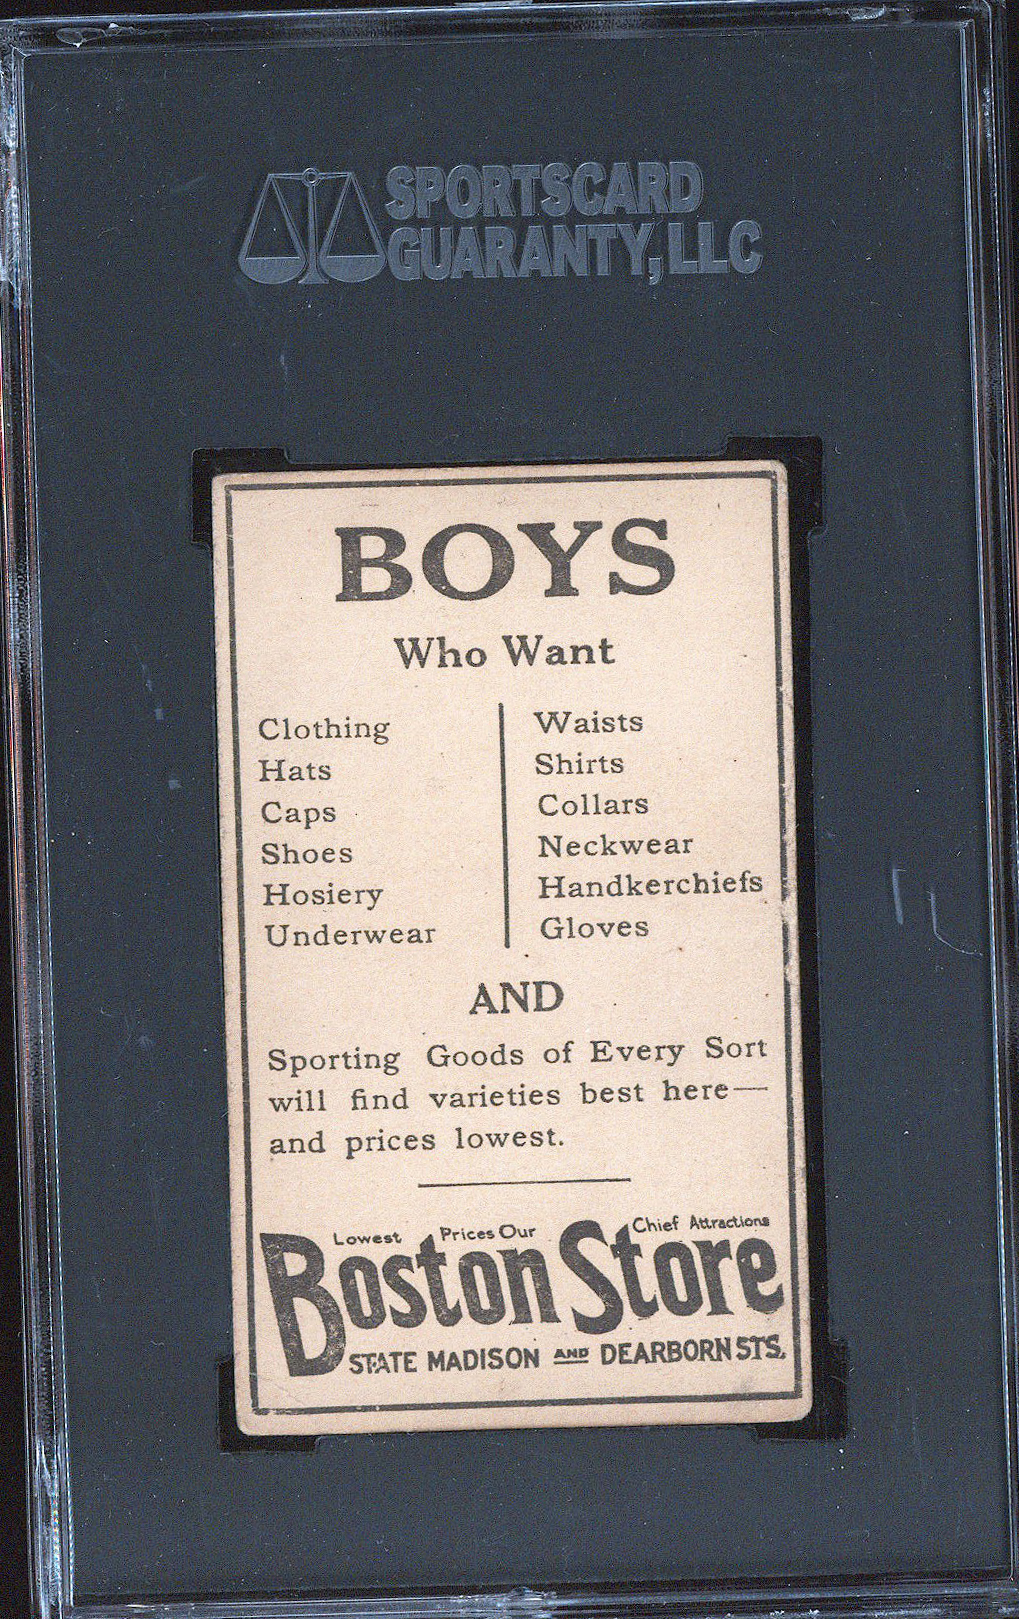 SPORTSCARD
GUARANTY, LLC
BOYS
Who Want
Clothing
Hats
Caps
Shoes
Hosiery
Underwear
Waists
Shirts
Collars
Neckwear
Handkerchiefs
Gloves
AND
Sporting Goods of Every Sort
will find varieties best here—
and prices lowest.
Lowest Prices Our Chief Attractions
Boston Store
STATE MADISON AND DEARBORN STS.